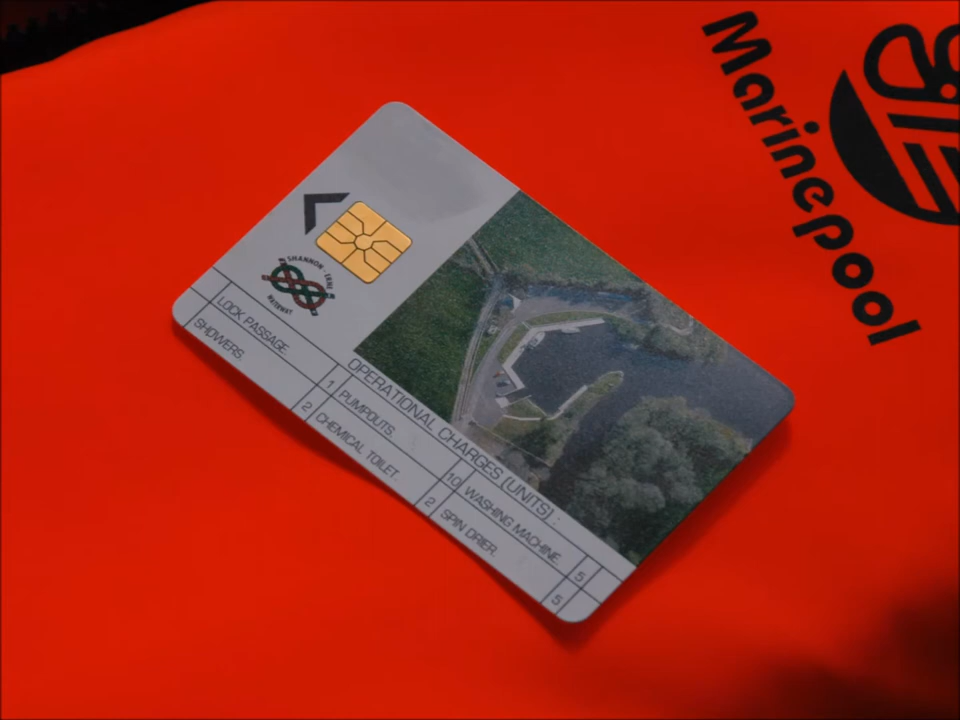 Marinepool
SHANNON - ERNE
WATERWAY
OPERATIONAL CHARGES (UNITS) :
LOCK PASSAGE. 1 PUMPOUTS. 10 WASHING MACHINE. 5
SHOWERS. 2 CHEMICAL TOILET. 2 SPIN DRIER. 5